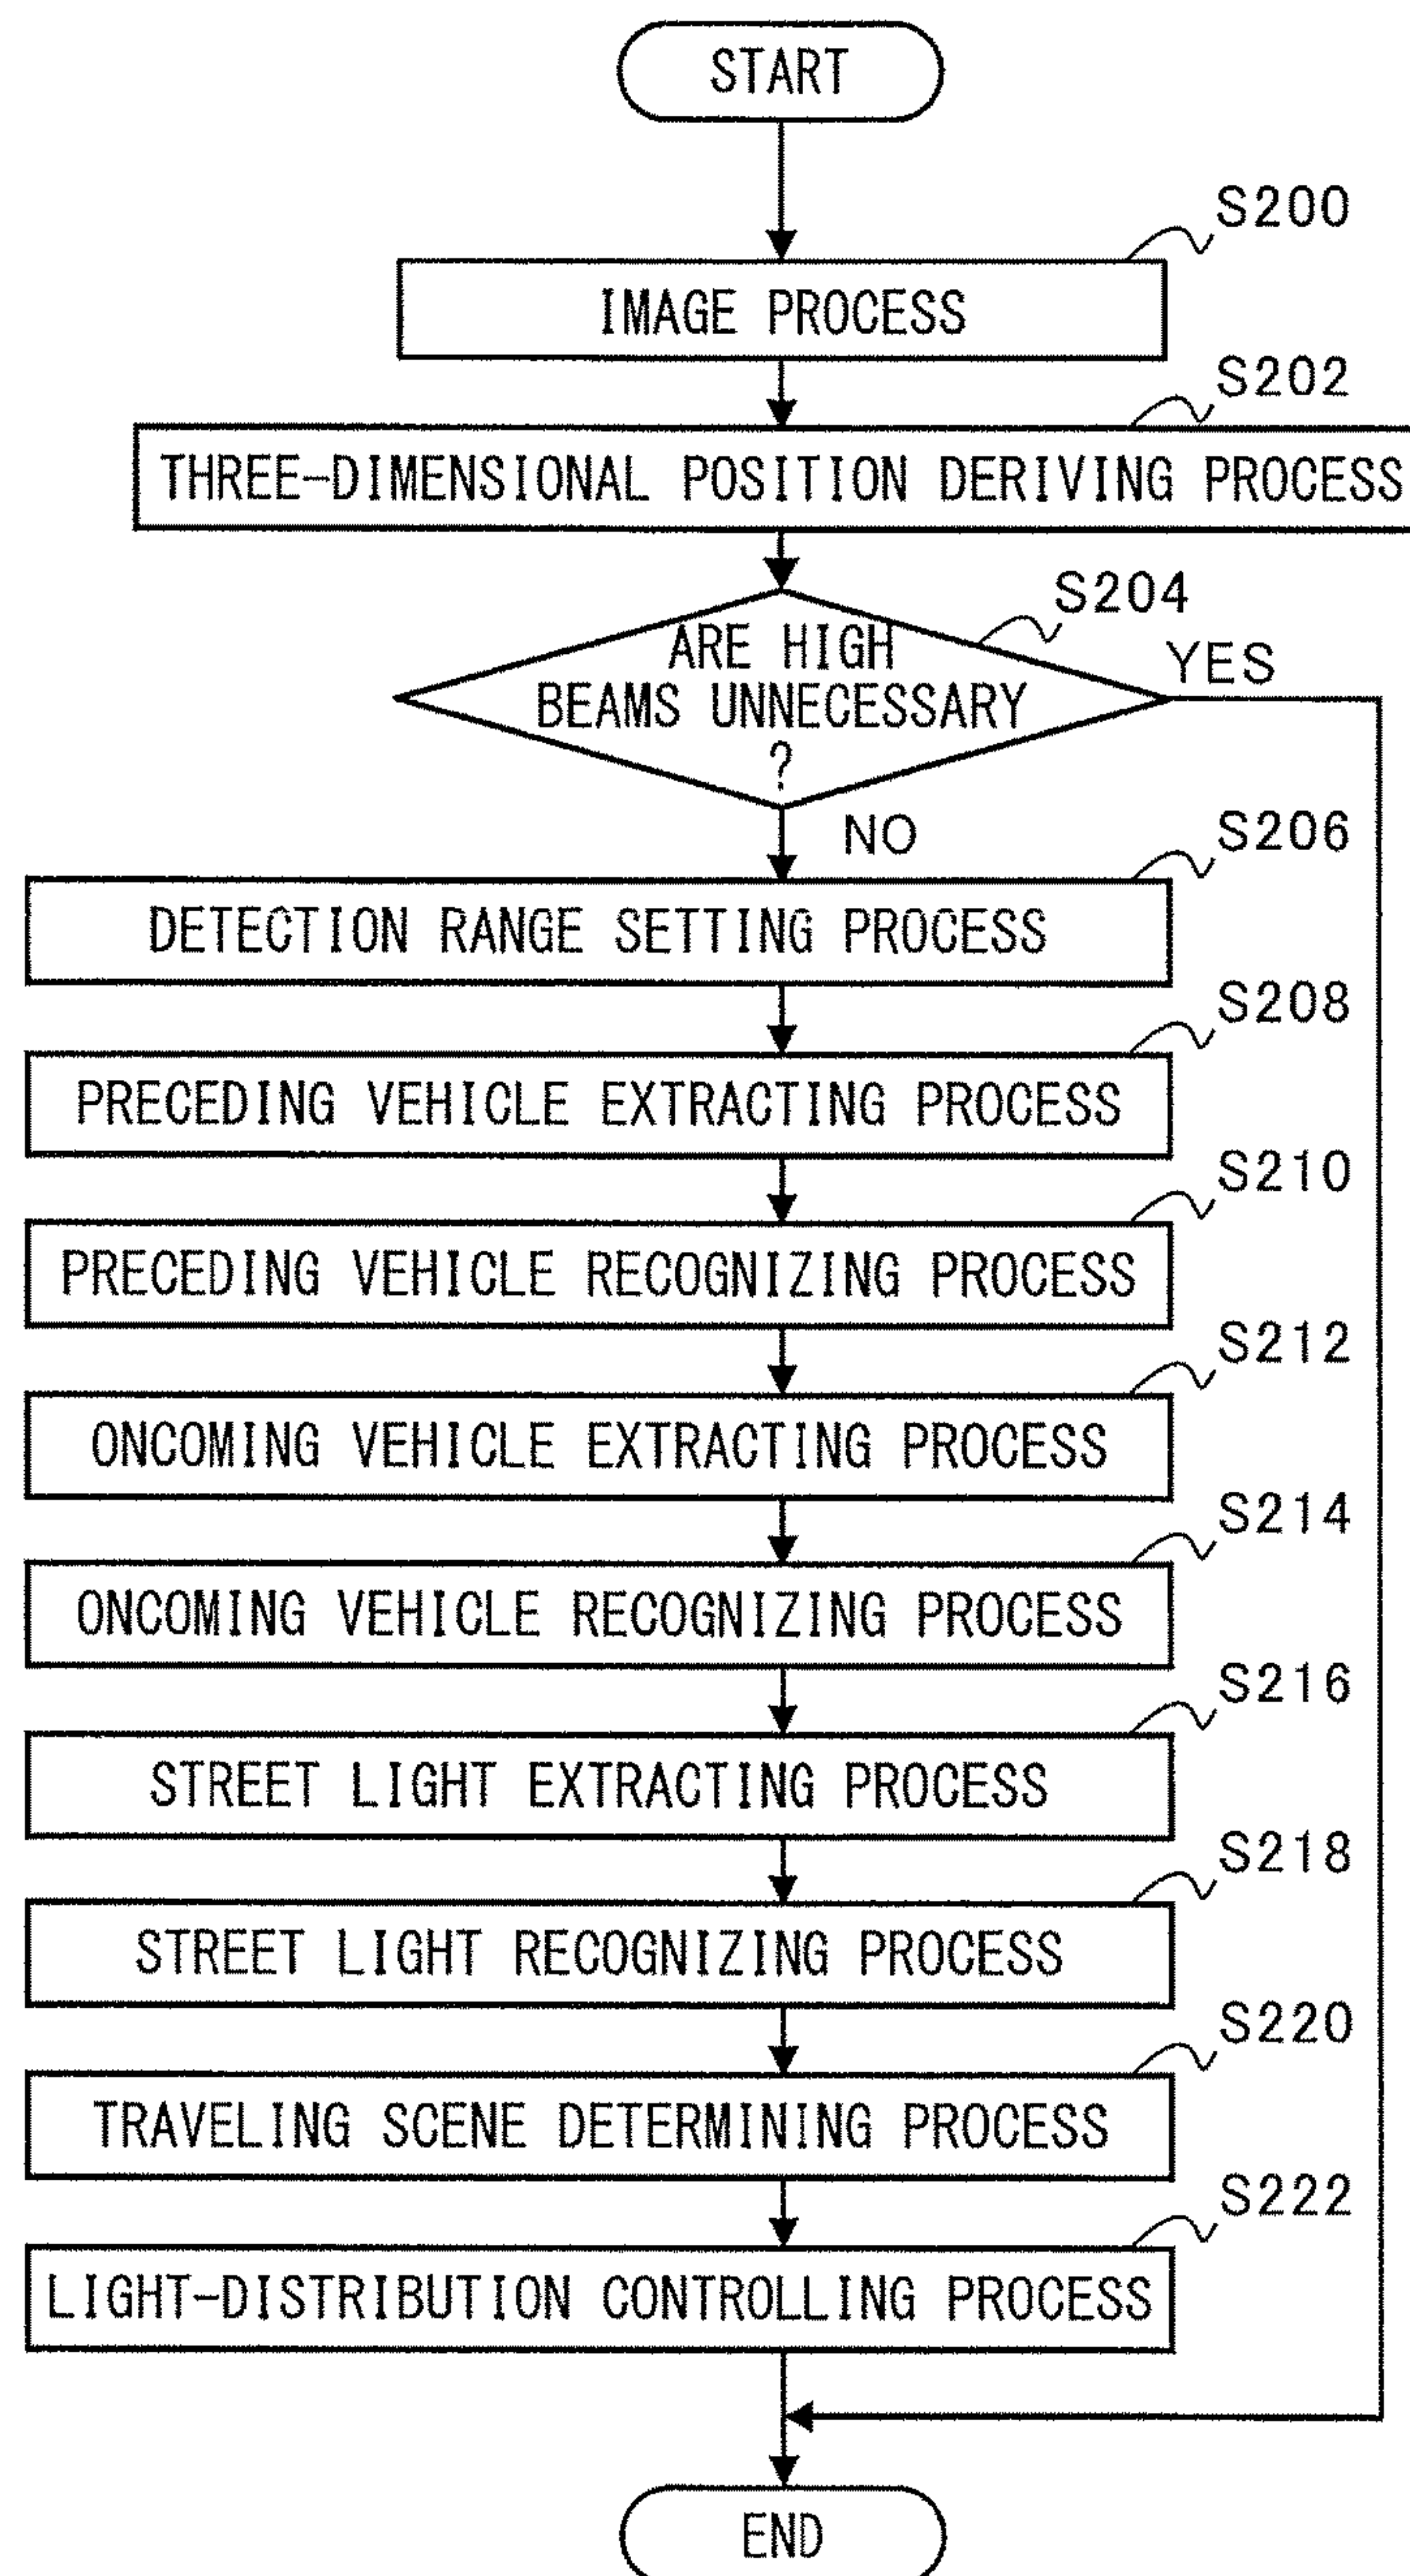 START
S200
IMAGE PROCESS
S202
THREE-DIMENSIONAL POSITION DERIVING PROCESS
S204
ARE HIGH
BEAMS UNNECESSARY
?
YES
NO
S206
DETECTION RANGE SETTING PROCESS
S208
PRECEDING VEHICLE EXTRACTING PROCESS
S210
PRECEDING VEHICLE RECOGNIZING PROCESS
S212
ONCOMING VEHICLE EXTRACTING PROCESS
S214
ONCOMING VEHICLE RECOGNIZING PROCESS
S216
STREET LIGHT EXTRACTING PROCESS
S218
STREET LIGHT RECOGNIZING PROCESS
S220
TRAVELING SCENE DETERMINING PROCESS
S222
LIGHT-DISTRIBUTION CONTROLLING PROCESS
END